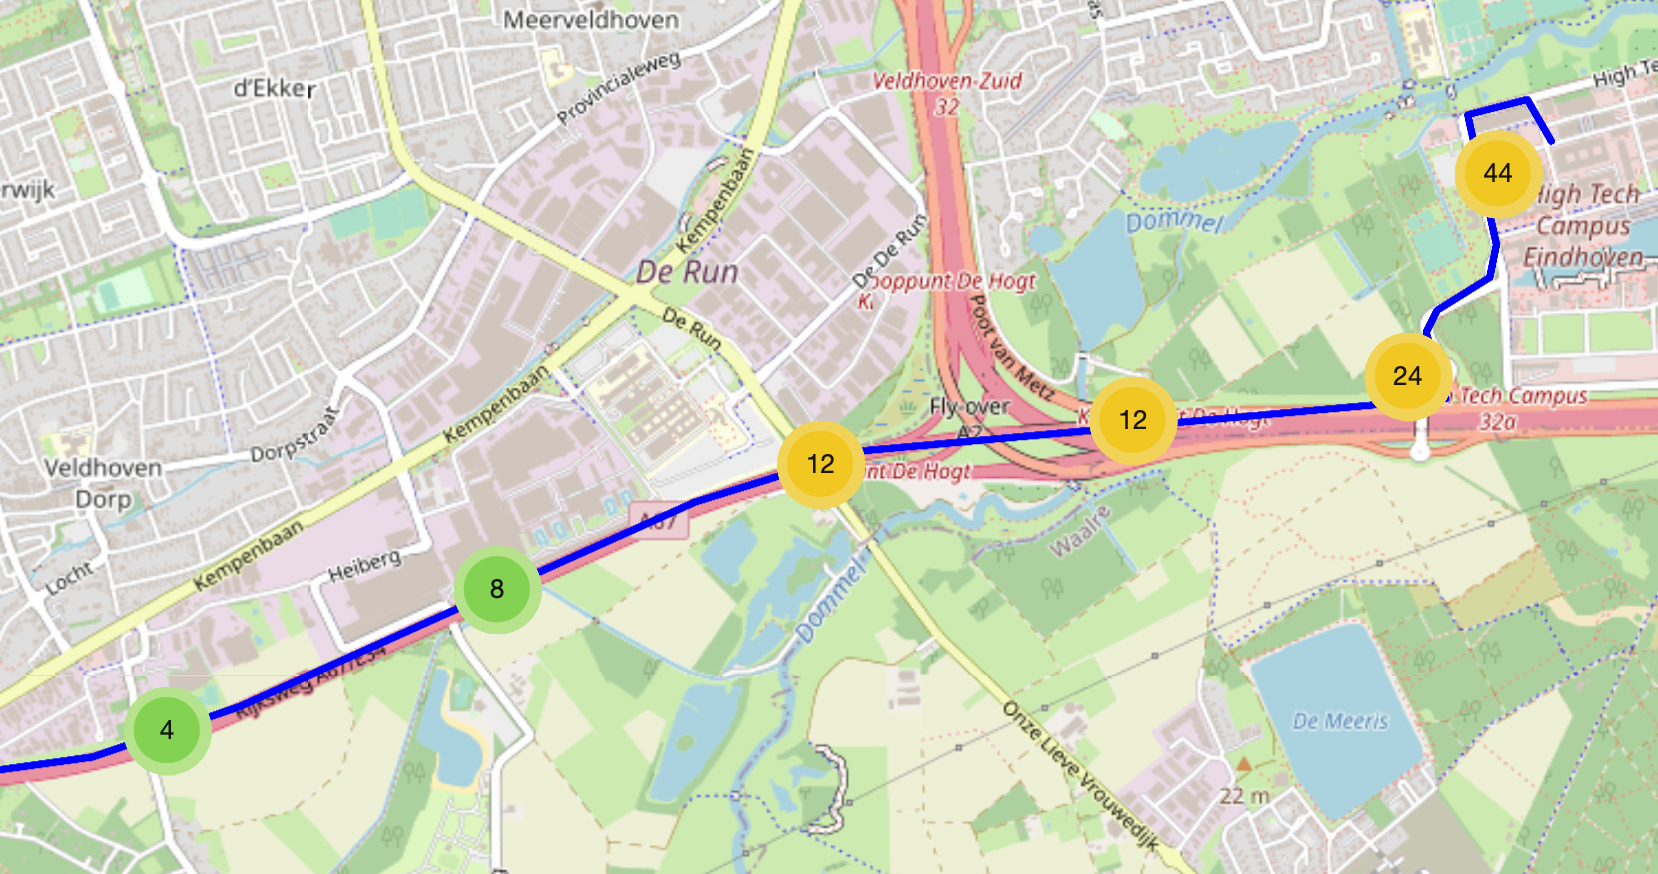 Meerveldhoven
d'Ekker
Provincialeweg
Veldhoven-Zuid
32
High Te
rwijk
Kempenbaan
Dommel
44
High Tech
Campus
Eindhoven
De Run
De De Run
Knooppunt De Hogt
De Run
Poot van Metz
24
Tech Campus
32a
Fly-over
A2
12
Kempenbaan
Dorpstraat
Veldhoven
Dorp
12
nt De Hogt
A67
Waalre
Kempenbaan
Locht
Heiberg
8
Dommel
Rijksweg A67/E34
4
Onze Lieve Vrouwedijk
De Meeris
22 m